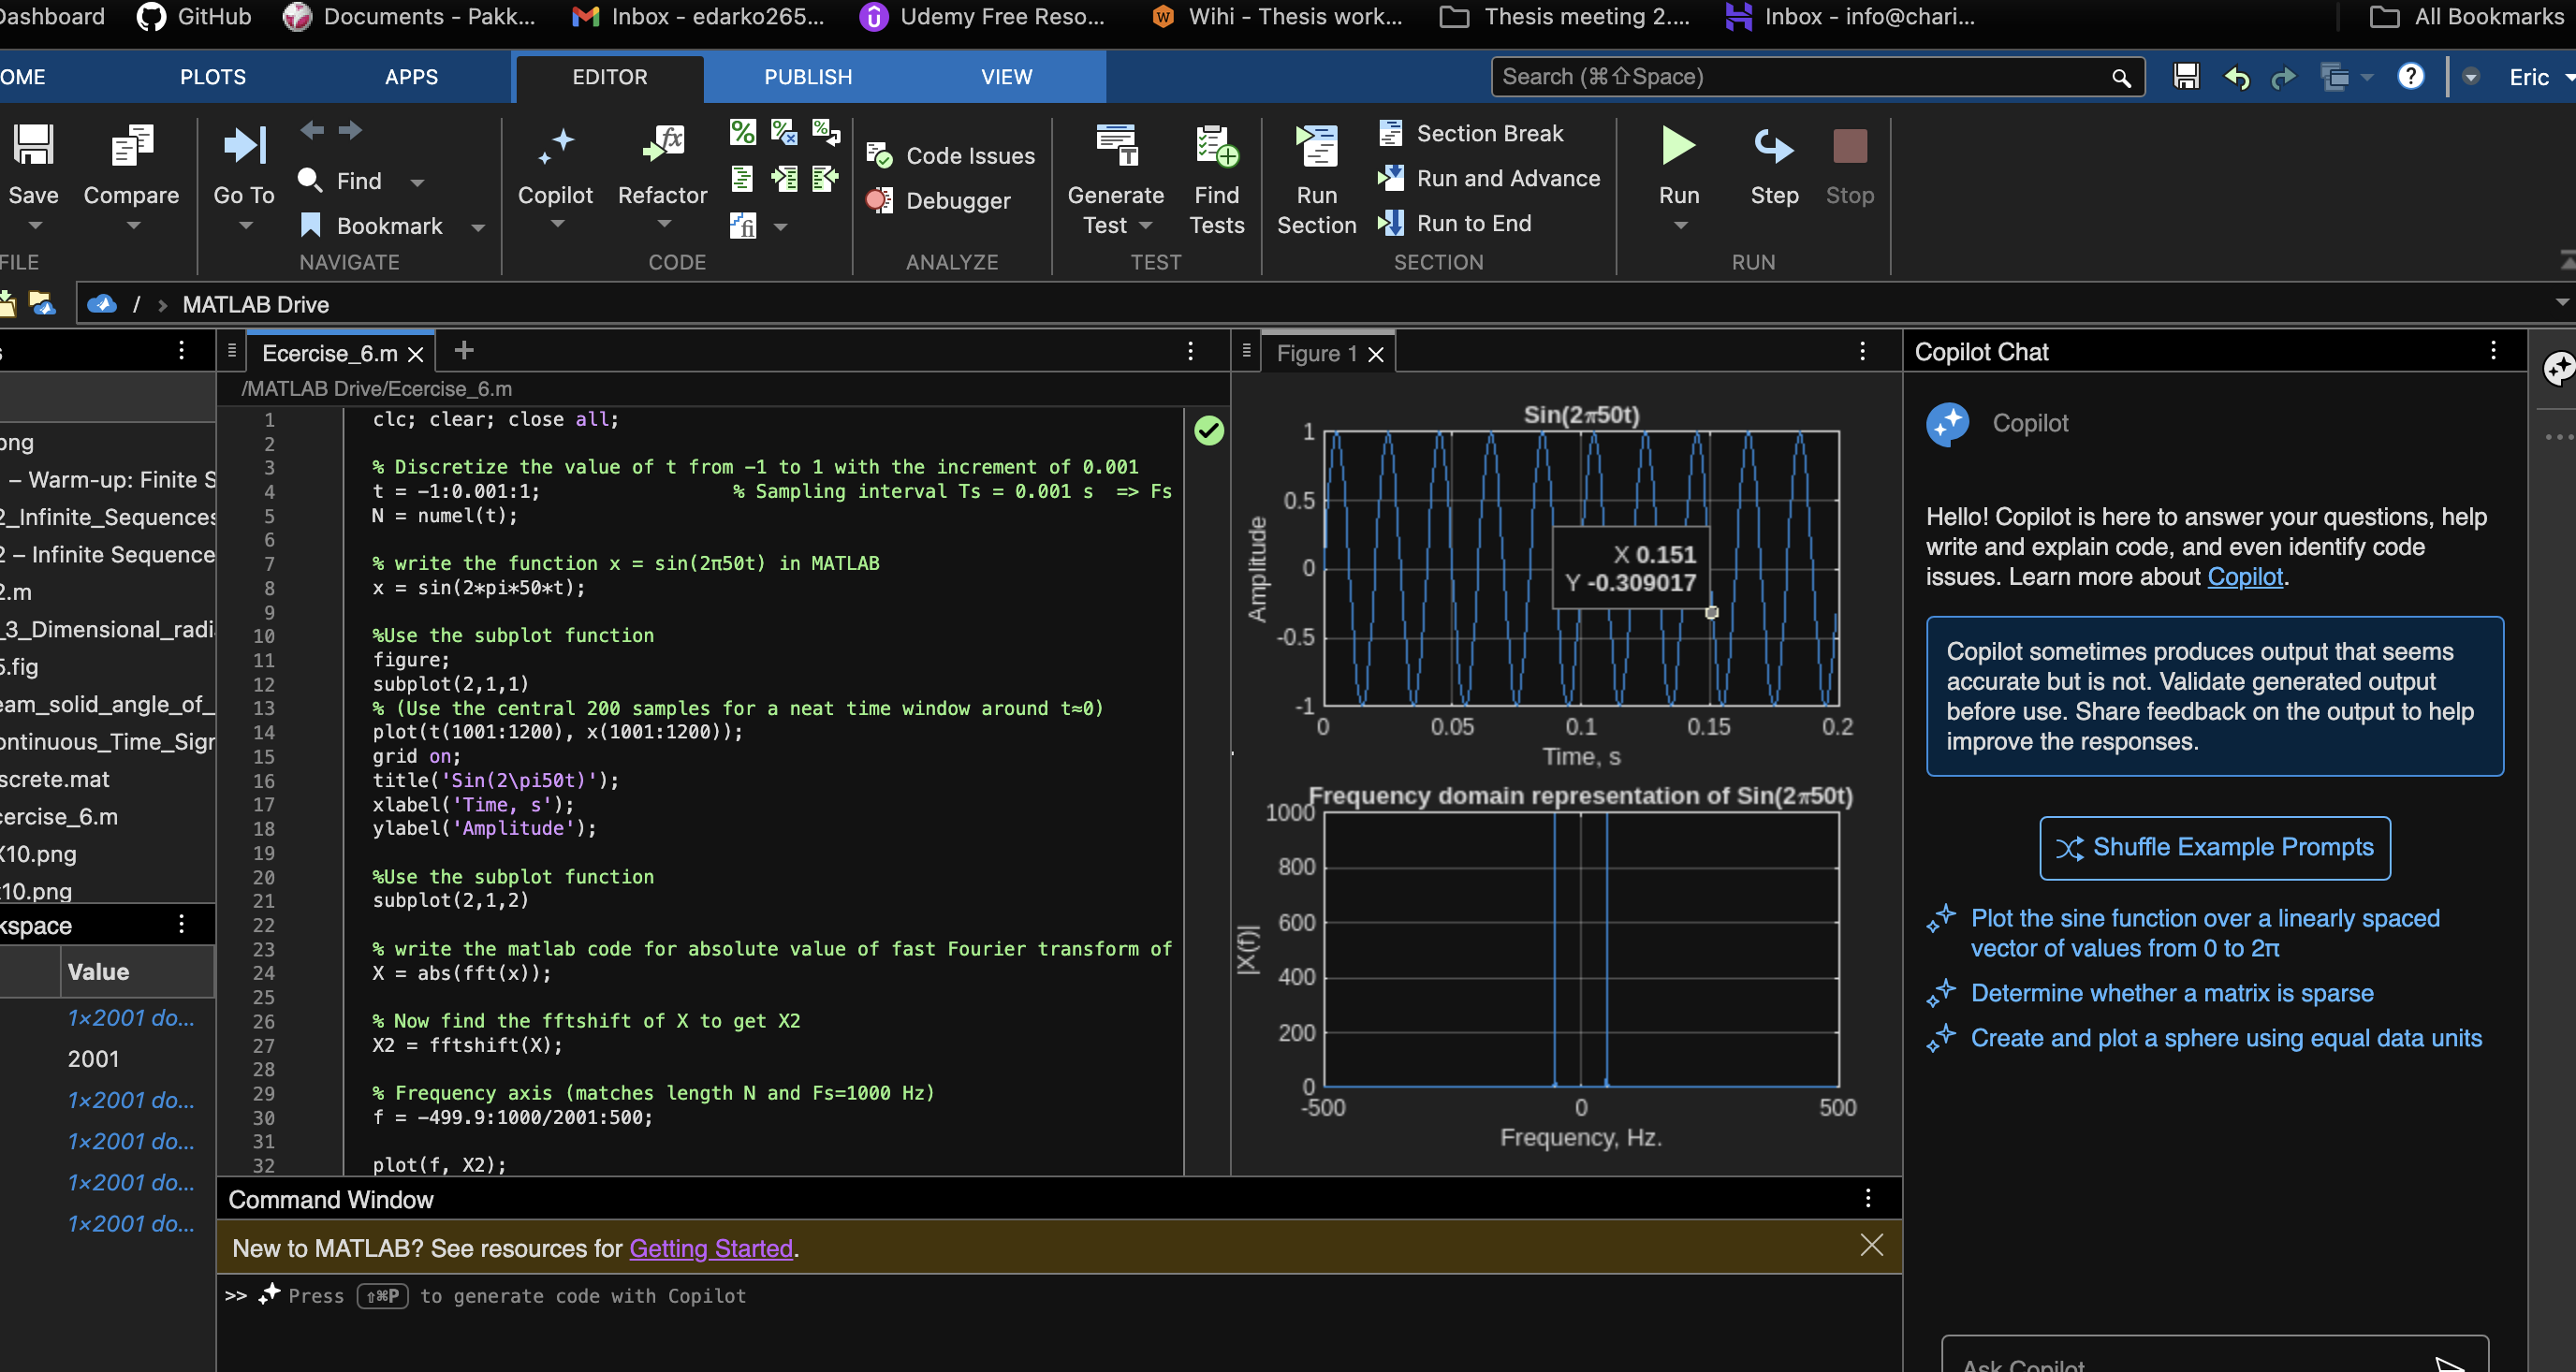 Dashboard GitHub Documents - Pakk... Inbox - edarko265... Udemy Free Reso... Wihi - Thesis work... Thesis meeting 2.... Inbox - info@chari... All Bookmarks
OME PLOTS APPS EDITOR PUBLISH VIEW Search (⌘⇧Space) ? Eric
Save Compare Go To Find Bookmark Copilot Refactor Code Issues Debugger Generate Test Find Tests Run Section Section Break Run and Advance Run to End Run Step Stop
FILE NAVIGATE CODE ANALYZE TEST SECTION RUN
/ > MATLAB Drive
s
png
– Warm-up: Finite S
2_Infinite_Sequences
2 – Infinite Sequence
2.m
_3_Dimensional_radi
5.fig
eam_solid_angle_of_
ontinuous_Time_Sigr
screte.mat
ercise_6.m
X10.png
10.png
kspace
Value
1×2001 do...
2001
1×2001 do...
1×2001 do...
1×2001 do...
1×2001 do...
Ecercise_6.m
/MATLAB Drive/Ecercise_6.m
1 clc; clear; close all;
2
3 % Discretize the value of t from −1 to 1 with the increment of 0.001
4 t = −1:0.001:1; % Sampling interval Ts = 0.001 s => Fs
5 N = numel(t);
6
7 % write the function x = sin(2π50t) in MATLAB
8 x = sin(2*pi*50*t);
9
10 %Use the subplot function
11 figure;
12 subplot(2,1,1)
13 % (Use the central 200 samples for a neat time window around t≈0)
14 plot(t(1001:1200), x(1001:1200));
15 grid on;
16 title('Sin(2\pi50t)');
17 xlabel('Time, s');
18 ylabel('Amplitude');
19
20 %Use the subplot function
21 subplot(2,1,2)
22
23 % write the matlab code for absolute value of fast Fourier transform of
24 X = abs(fft(x));
25
26 % Now find the fftshift of X to get X2
27 X2 = fftshift(X);
28
29 % Frequency axis (matches length N and Fs=1000 Hz)
30 f = −499.9:1000/2001:500;
31
32 plot(f, X2);
Figure 1
Sin(2π50t)
1
0.5
0
-0.5
-1
Amplitude
X 0.151
Y -0.309017
0 0.05 0.1 0.15 0.2
Time, s
Frequency domain representation of Sin(2π50t)
1000
800
600
400
200
0
|X(f)|
-500 0 500
Frequency, Hz.
Command Window
New to MATLAB? See resources for Getting Started.
>> Press ⇧⌘P to generate code with Copilot
Copilot Chat
Copilot
Hello! Copilot is here to answer your questions, help
write and explain code, and even identify code
issues. Learn more about Copilot.
Copilot sometimes produces output that seems
accurate but is not. Validate generated output
before use. Share feedback on the output to help
improve the responses.
Shuffle Example Prompts
Plot the sine function over a linearly spaced
vector of values from 0 to 2π
Determine whether a matrix is sparse
Create and plot a sphere using equal data units
Ask Copilot